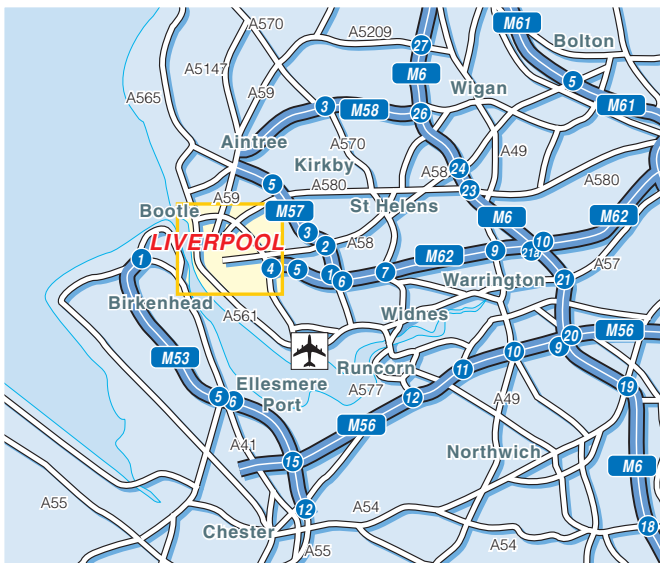 A570
A5209
M61
Bolton
27
M6
A5147
A59
5
Wigan
A565
M61
3
M58
26
Aintree
A570
A49
Kirkby
A58
24
A580
5
A580
23
A59
M57
St Helens
Bootle
M6
M62
3
LIVERPOOL
2
A58
10
9
21a
1
M62
A57
4
5
1
6
7
Warrington
21
Birkenhead
A561
Widnes
20
M56
M53
Runcorn
10
9
11
Ellesmere
Port
A577
19
5
6
12
A49
M56
A41
Northwich
15
M6
A55
12
A54
18
Chester
A54
A55